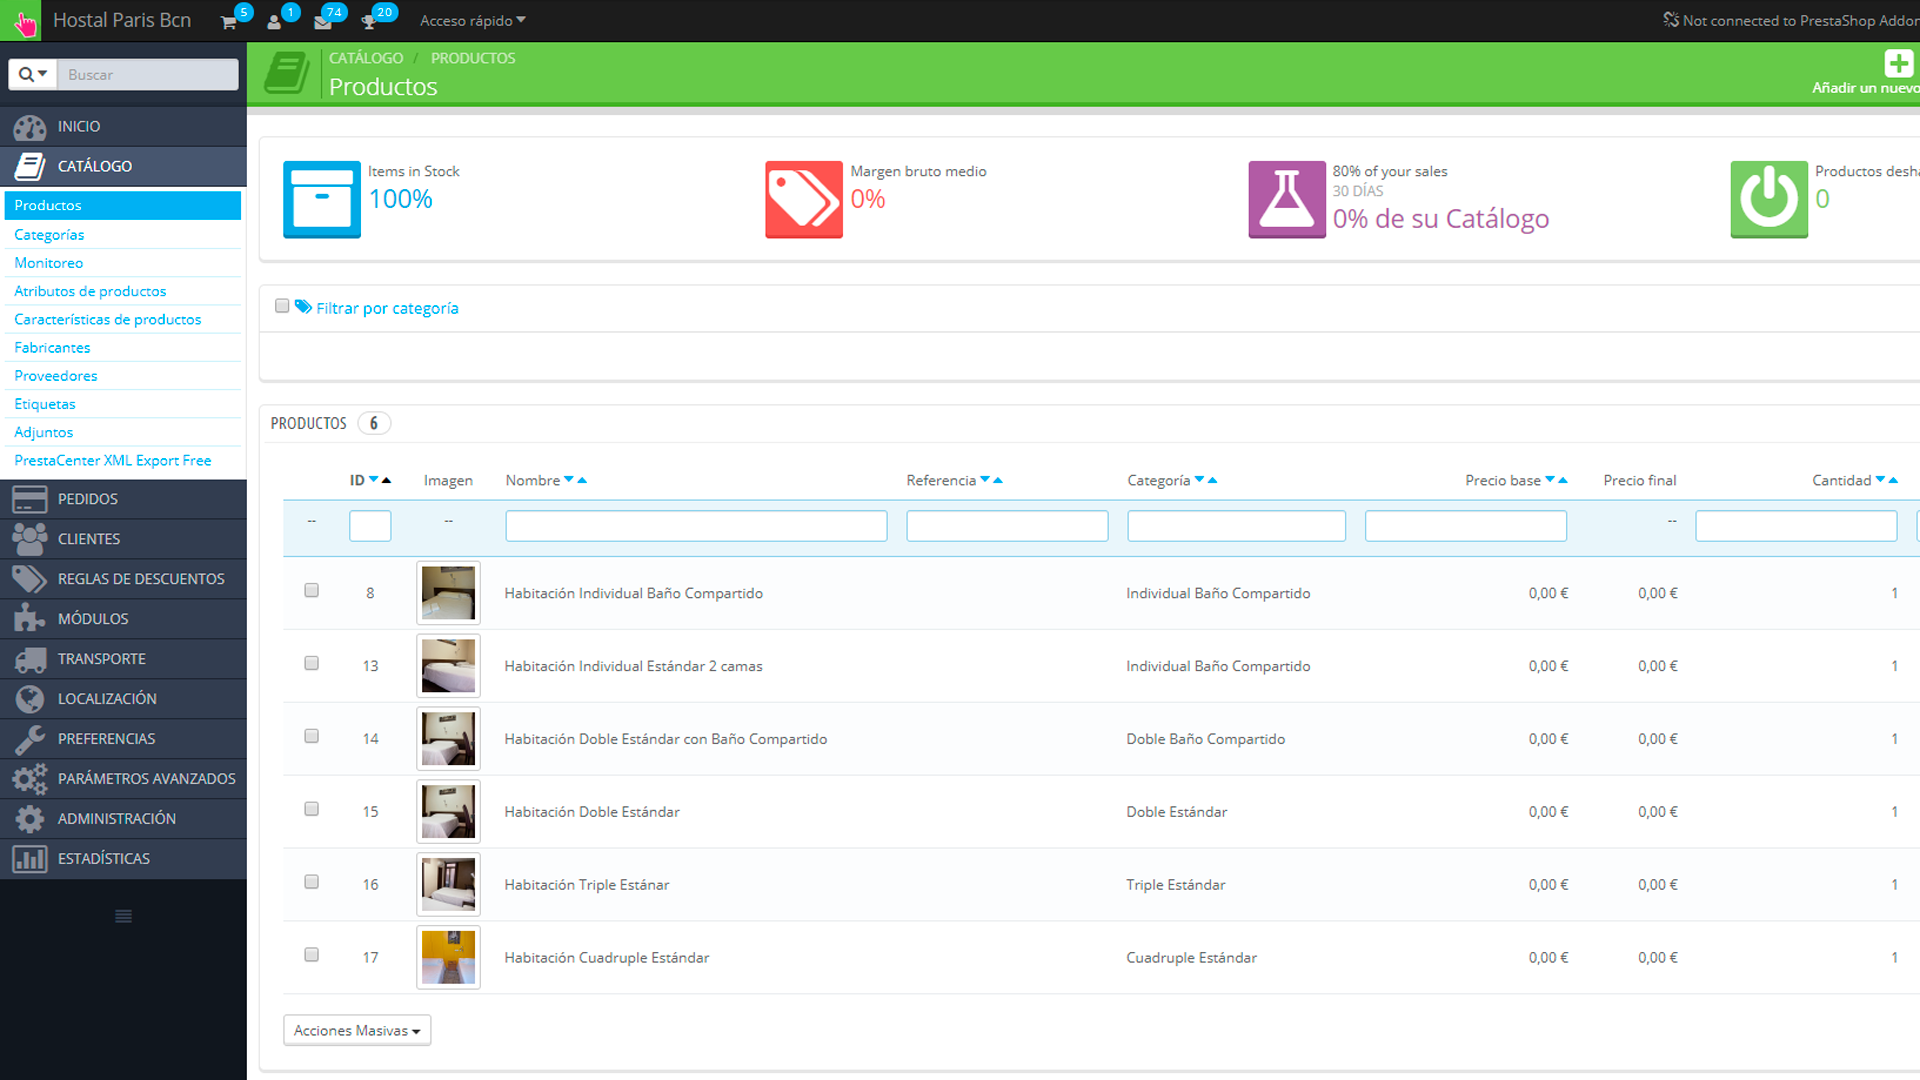 Hostal Paris Bcn 5 1 74 20 Acceso rápido Not connected to PrestaShop Addon
Buscar
CATÁLOGO / PRODUCTOS
Productos
Añadir un nuevo
INICIO
CATÁLOGO
Productos
Categorías
Monitoreo
Atributos de productos
Características de productos
Fabricantes
Proveedores
Etiquetas
Adjuntos
PrestaCenter XML Export Free
PEDIDOS
CLIENTES
REGLAS DE DESCUENTOS
MÓDULOS
TRANSPORTE
LOCALIZACIÓN
PREFERENCIAS
PARÁMETROS AVANZADOS
ADMINISTRACIÓN
ESTADÍSTICAS
Items in Stock
100%
Margen bruto medio
0%
80% of your sales
30 DÍAS
0% de su Catálogo
Productos desha
0
Filtrar por categoría
PRODUCTOS 6
ID Imagen Nombre Referencia Categoría Precio base Precio final Cantidad
-- -- --
8 Habitación Individual Baño Compartido Individual Baño Compartido 0,00 € 0,00 € 1
13 Habitación Individual Estándar 2 camas Individual Baño Compartido 0,00 € 0,00 € 1
14 Habitación Doble Estándar con Baño Compartido Doble Baño Compartido 0,00 € 0,00 € 1
15 Habitación Doble Estándar Doble Estándar 0,00 € 0,00 € 1
16 Habitación Triple Estánar Triple Estándar 0,00 € 0,00 € 1
17 Habitación Cuadruple Estándar Cuadruple Estándar 0,00 € 0,00 € 1
Acciones Masivas